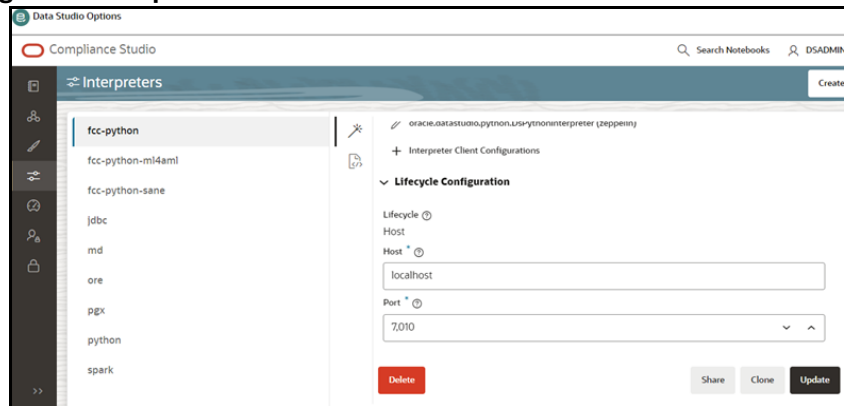 Data Studio Options
Compliance Studio
Search Notebooks
DSADMIN
Interpreters
Create
fcc-python
fcc-python-ml4aml
fcc-python-sane
jdbc
md
ore
pgx
python
spark
oracle.datastudio.python.DsPythonInterpreter (zeppelin)
+ Interpreter Client Configurations
Lifecycle Configuration
Lifecycle ?
Host
Host * ?
localhost
Port * ?
7,010
Delete
Share
Clone
Update
>>